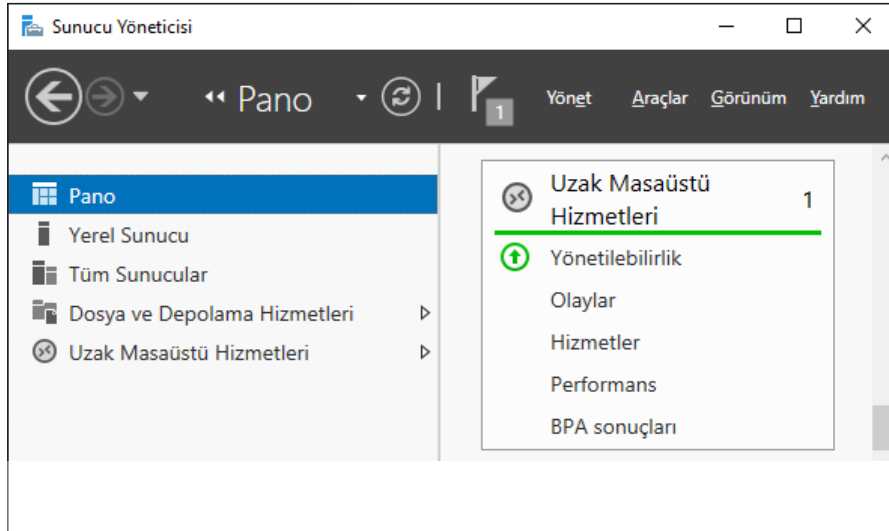 Sunucu Yöneticisi
Pano
1
Yönet Araçlar Görünüm Yardım
Pano
Yerel Sunucu
Tüm Sunucular
Dosya ve Depolama Hizmetleri
Uzak Masaüstü Hizmetleri
Uzak Masaüstü
Hizmetleri
1
Yönetilebilirlik
Olaylar
Hizmetler
Performans
BPA sonuçları